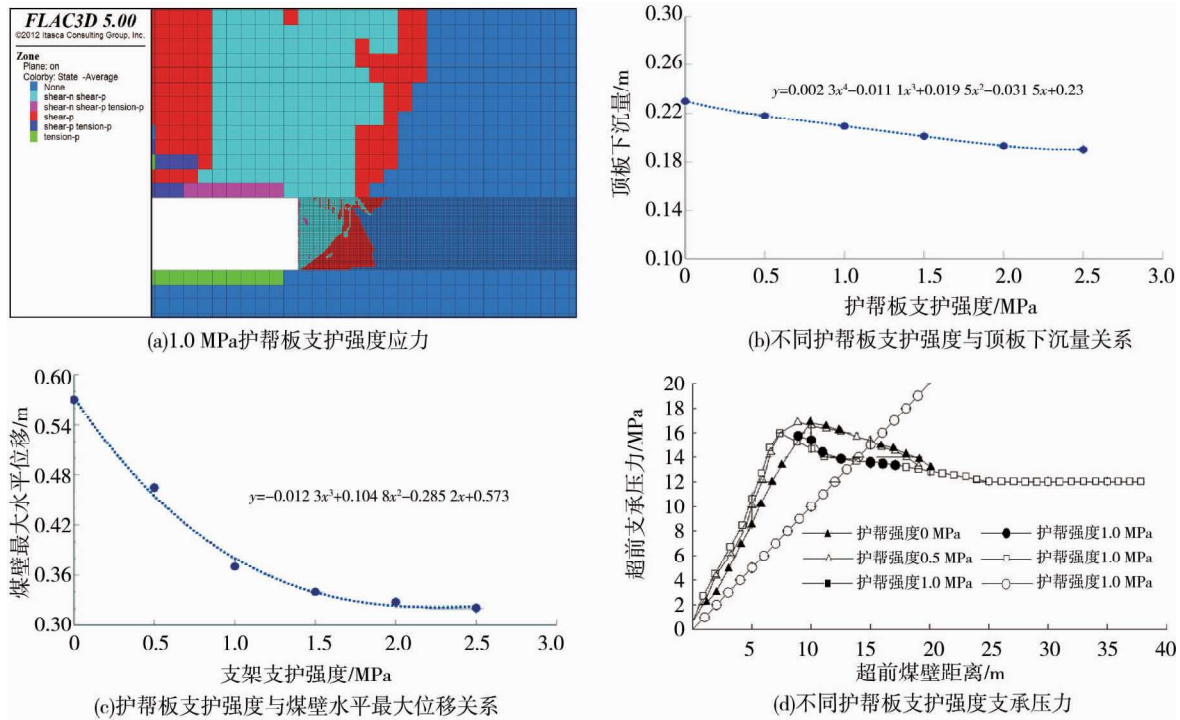 FLAC3D 5.00
©2012 Itasca Consulting Group, Inc.
Zone
Plane: on
Colorby: State -Average
None
shear-n shear-p
shear-n shear-p tension-p
shear-p
shear-p tension-p
tension-p
(a)1.0 MPa护帮板支护强度应力
0.30
0.26
0.22
0.18
0.14
0.10
顶板下沉量/m
y=0.002 3x⁴−0.011 1x³+0.019 5x²−0.031 5x+0.23
0 0.5 1.0 1.5 2.0 2.5 3.0
护帮板支护强度/MPa
(b)不同护帮板支护强度与顶板下沉量关系
0.60
0.54
0.48
0.42
0.36
0.30
煤壁最大水平位移/m
y=−0.012 3x³+0.104 8x²−0.285 2x+0.573
0 0.5 1.0 1.5 2.0 2.5 3.0
支架支护强度/MPa
(c)护帮板支护强度与煤壁水平最大位移关系
20
18
16
14
12
10
8
6
4
2
0
超前支承压力/MPa
护帮强度0 MPa
护帮强度0.5 MPa
护帮强度1.0 MPa
护帮强度1.0 MPa
护帮强度1.0 MPa
护帮强度1.0 MPa
5 10 15 20 25 30 35 40
超前煤壁距离/m
(d)不同护帮板支护强度支承压力